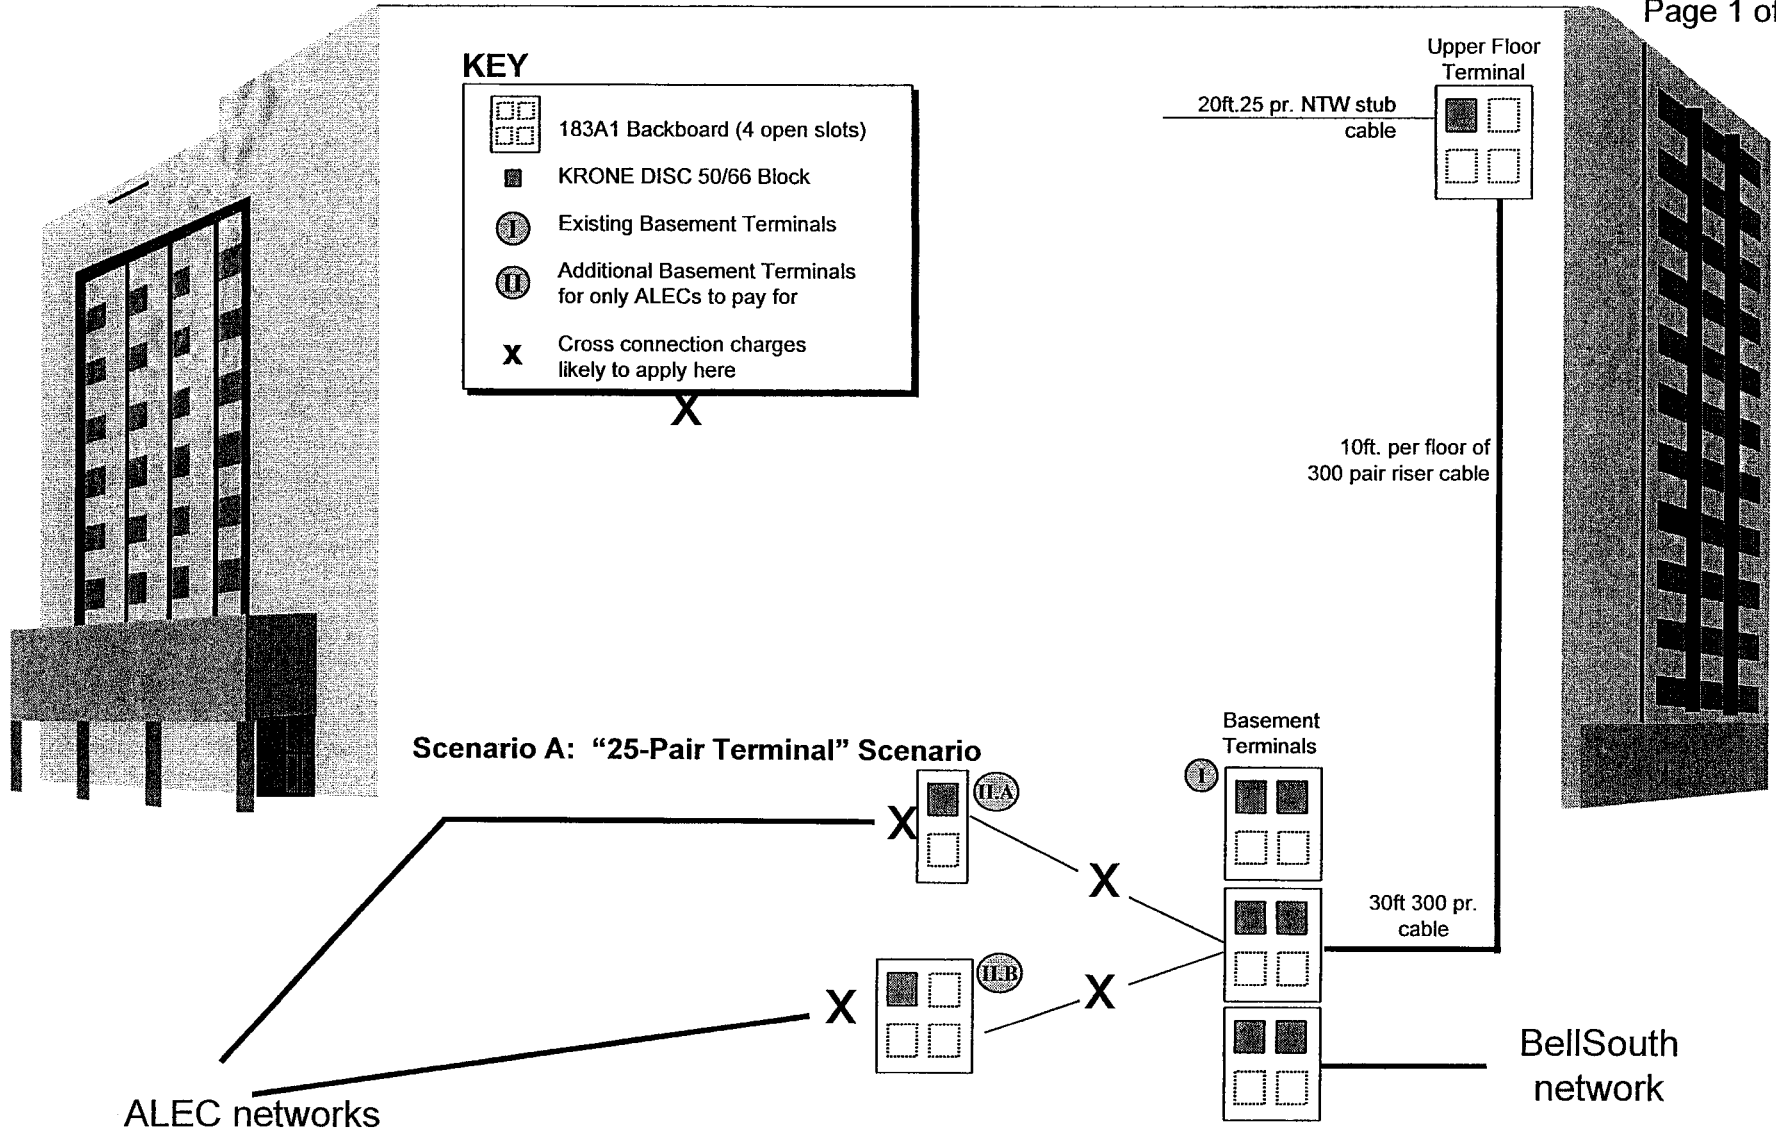 Page 1 of
Upper Floor
Terminal
KEY
183A1 Backboard (4 open slots)
KRONE DISC 50/66 Block
I
Existing Basement Terminals
II
Additional Basement Terminals
for only ALECs to pay for
X
Cross connection charges
likely to apply here
X
20ft.25 pr. NTW stub
cable
10ft. per floor of
300 pair riser cable
Scenario A: “25-Pair Terminal” Scenario
Basement
Terminals
I
II.A
X
X
30ft 300 pr.
cable
II.B
X
X
BellSouth
network
ALEC networks